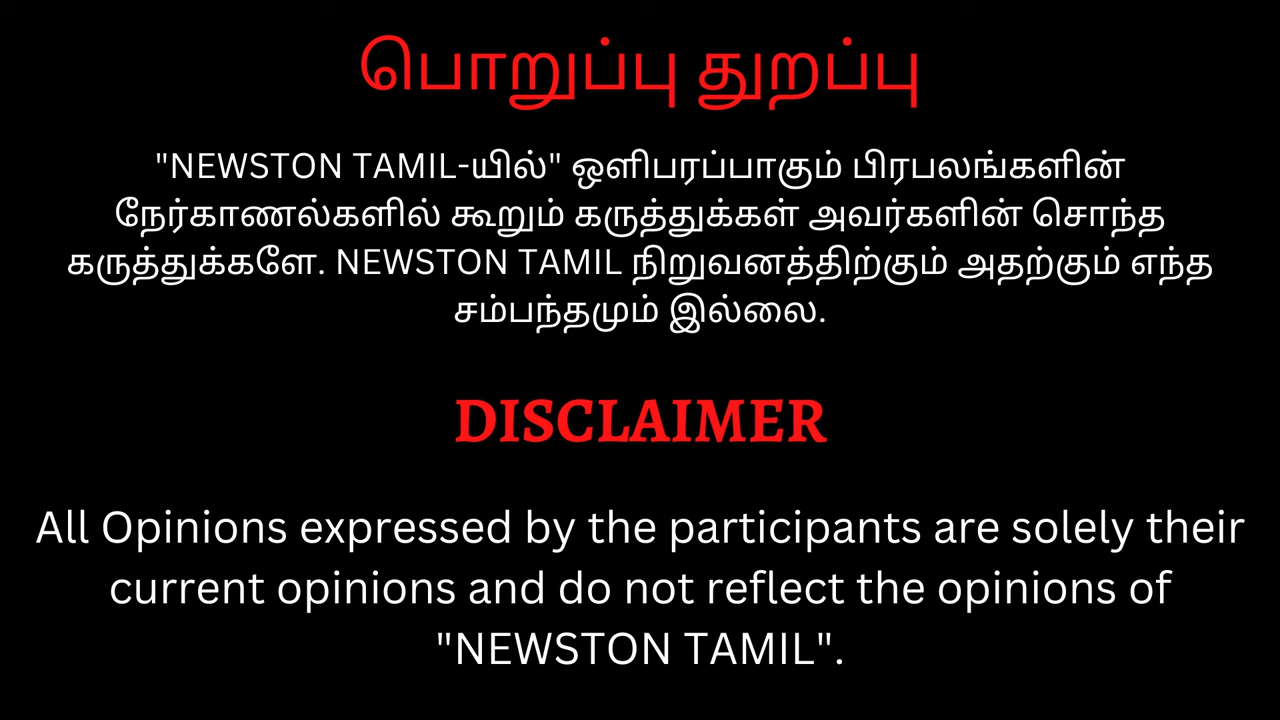 பொறுப்பு துறப்பு
"NEWSTON TAMIL-யில்" ஒளிபரப்பாகும் பிரபலங்களின்
நேர்காணல்களில் கூறும் கருத்துக்கள் அவர்களின் சொந்த
கருத்துக்களே. NEWSTON TAMIL நிறுவனத்திற்கும் அதற்கும் எந்த
சம்பந்தமும் இல்லை.
DISCLAIMER
All Opinions expressed by the participants are solely their
current opinions and do not reflect the opinions of
"NEWSTON TAMIL".